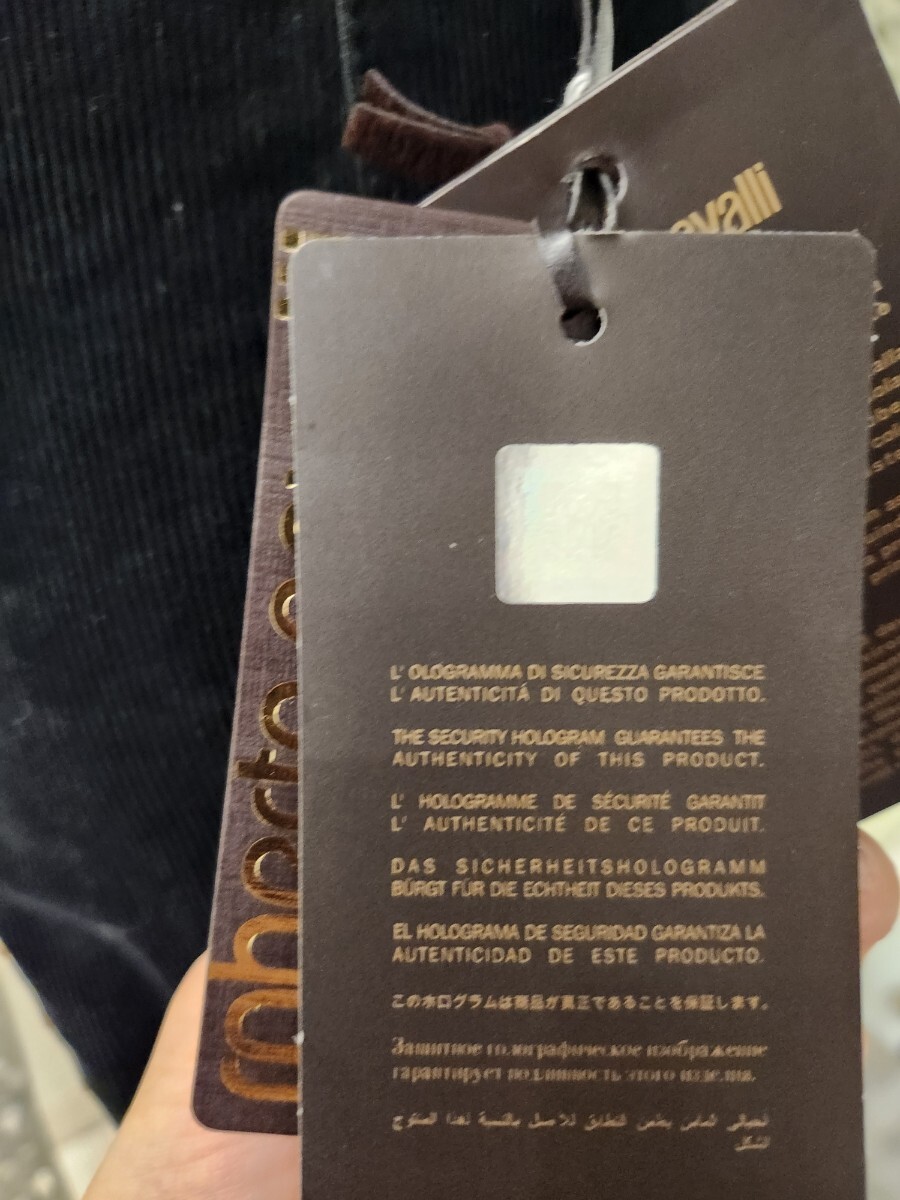 avalli
roberto ca
L' OLOGRAMMA DI SICUREZZA GARANTISCE
L' AUTENTICITÁ DI QUESTO PRODOTTO.
THE SECURITY HOLOGRAM GUARANTEES THE
AUTHENTICITY OF THIS PRODUCT.
L' HOLOGRAMME DE SÉCURITÉ GARANTIT
L' AUTHENTICITÉ DE CE PRODUIT.
DAS SICHERHEITSHOLOGRAMM
BÜRGT FÜR DIE ECHTHEIT DIESES PRODUKTS.
EL HOLOGRAMA DE SEGURIDAD GARANTIZA LA
AUTENTICIDAD DE ESTE PRODUCTO.
このホログラムは商品が真正であることを保証します。
Защитное голографическое изображение
гарантирует подлинность этого изделия.